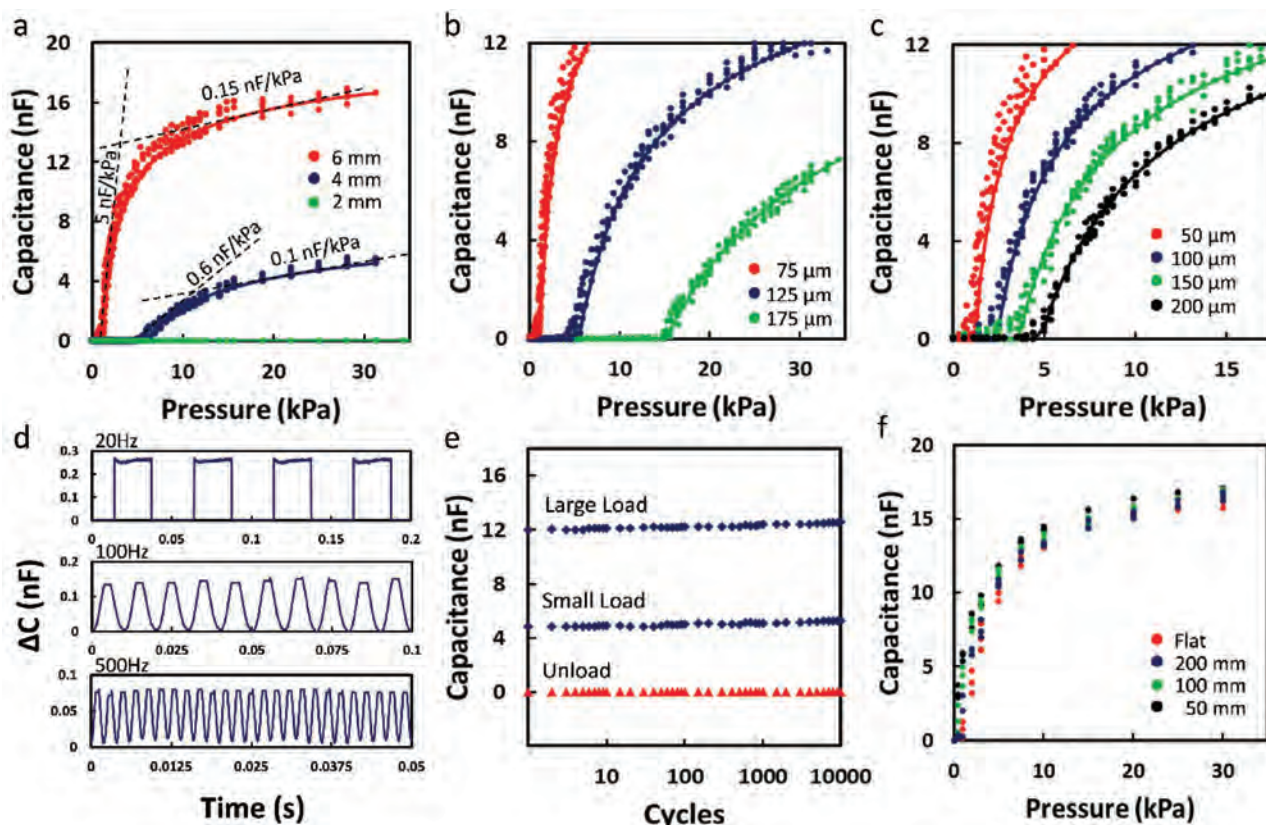 a
Capacitance (nF)
20
16
12
8
4
0
0
10
20
30
Pressure (kPa)
5 nF/kPa
0.15 nF/kPa
0.6 nF/kPa
0.1 nF/kPa
6 mm
4 mm
2 mm
b
Capacitance (nF)
12
8
4
0
0
10
20
30
Pressure (kPa)
75 µm
125 µm
175 µm
c
Capacitance (nF)
12
8
4
0
0
5
10
15
Pressure (kPa)
50 µm
100 µm
150 µm
200 µm
d
ΔC (nF)
20Hz
0.3
0.2
0.1
0
0
0.05
0.1
0.15
0.2
100Hz
0.2
0.1
0
0
0.025
0.05
0.075
0.1
500Hz
0.1
0.05
0
0
0.0125
0.025
0.0375
0.05
Time (s)
e
Capacitance (nF)
16
12
8
4
0
Large Load
Small Load
Unload
10
100
1000
10000
Cycles
f
Capacitance (nF)
20
15
10
5
0
0
10
20
30
Pressure (kPa)
Flat
200 mm
100 mm
50 mm